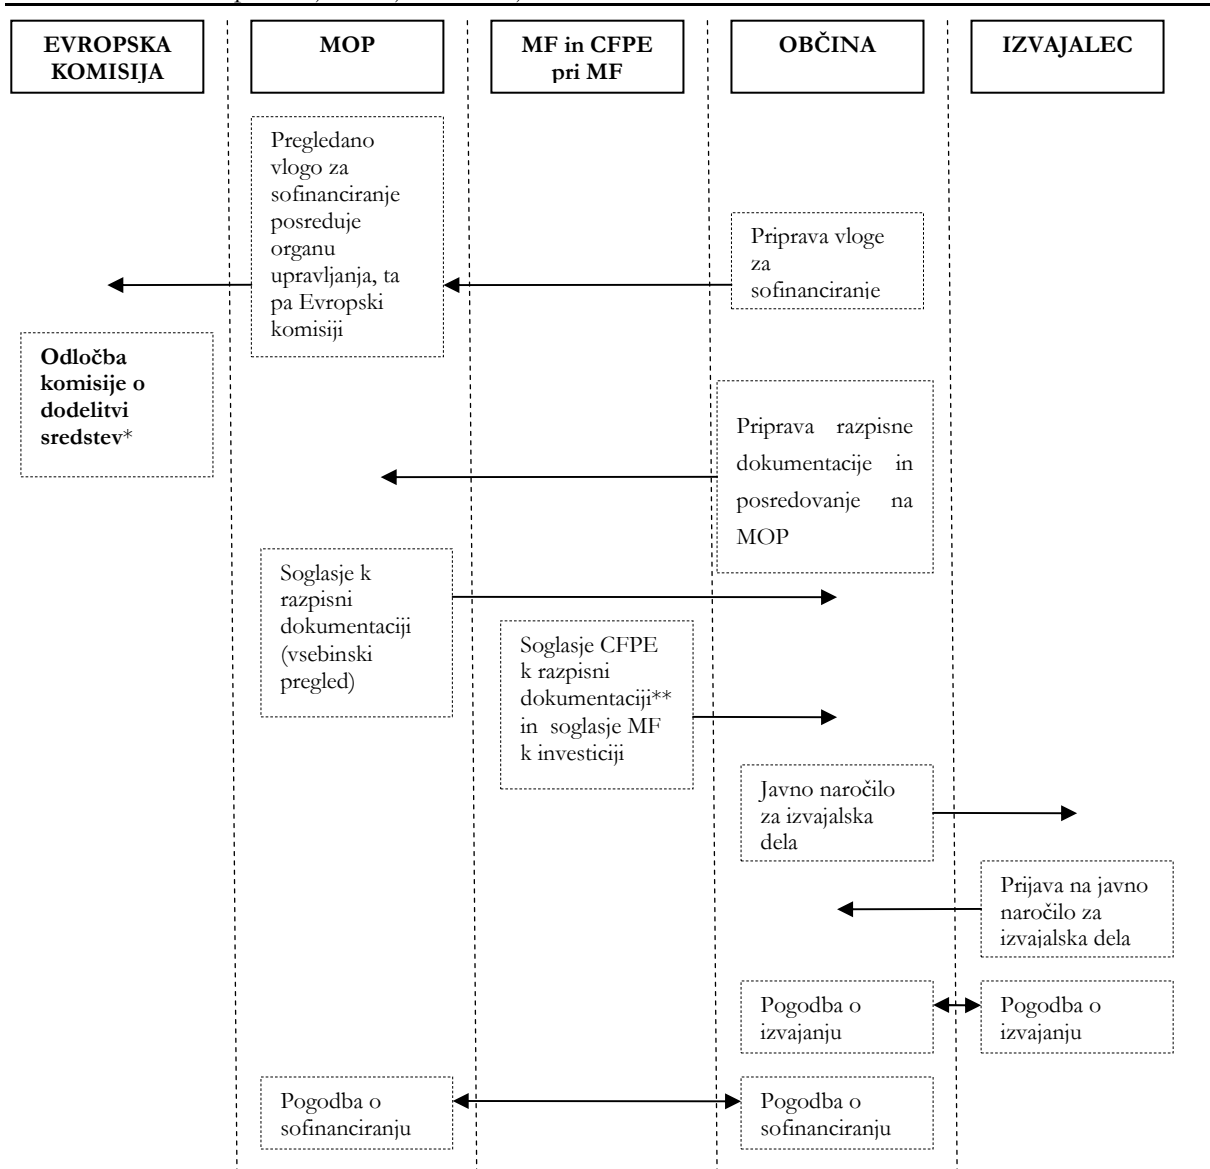 EVROPSKA
KOMISIJA
MOP
MF in CFPE
pri MF
OBČINA
IZVAJALEC
Pregledano
vlogo za
sofinanciranje
posreduje
organu
upravljanja, ta
pa Evropski
komisiji
Priprava vloge
za
sofinanciranje
Odločba
komisije o
dodelitvi
sredstev*
Priprava razpisne
dokumentacije in
posredovanje na
MOP
Soglasje k
razpisni
dokumentaciji
(vsebinski
pregled)
Soglasje CFPE
k razpisni
dokumentaciji**
in soglasje MF
k investiciji
Javno naročilo
za izvajalska
dela
Prijava na javno
naročilo za
izvajalska dela
Pogodba o
izvajanju
Pogodba o
izvajanju
Pogodba o
sofinanciranju
Pogodba o
sofinanciranju